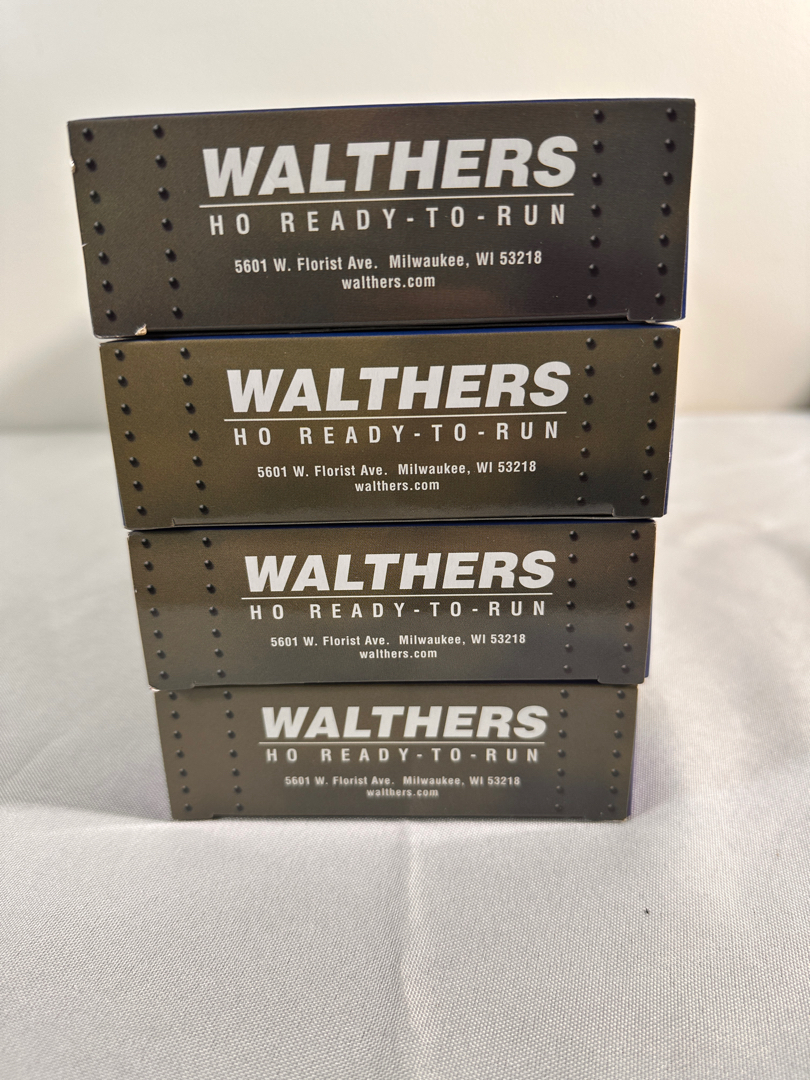 WALTHERS
HO READY-TO-RUN
5601 W. Florist Ave. Milwaukee, WI 53218
walthers.com
WALTHERS
HO READY-TO-RUN
5601 W. Florist Ave. Milwaukee, WI 53218
walthers.com
WALTHERS
HO READY-TO-RUN
5601 W. Florist Ave. Milwaukee, WI 53218
walthers.com
WALTHERS
HO READY-TO-RUN
5601 W. Florist Ave. Milwaukee, WI 53218
walthers.com